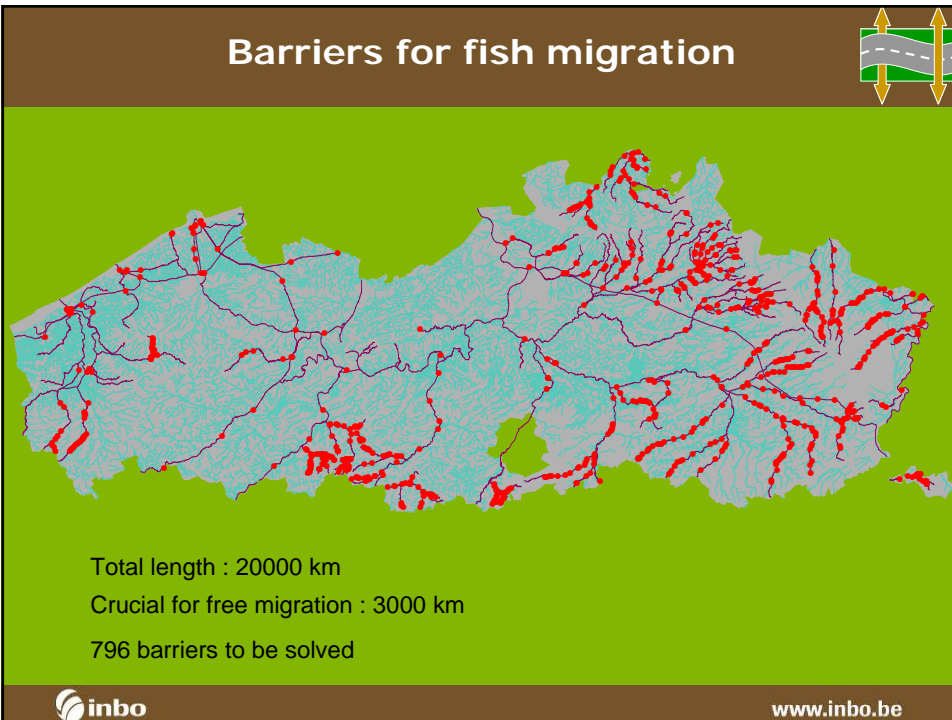 Barriers for fish migration
Total length : 20000 km
Crucial for free migration : 3000 km
796 barriers to be solved
inbo
www.inbo.be